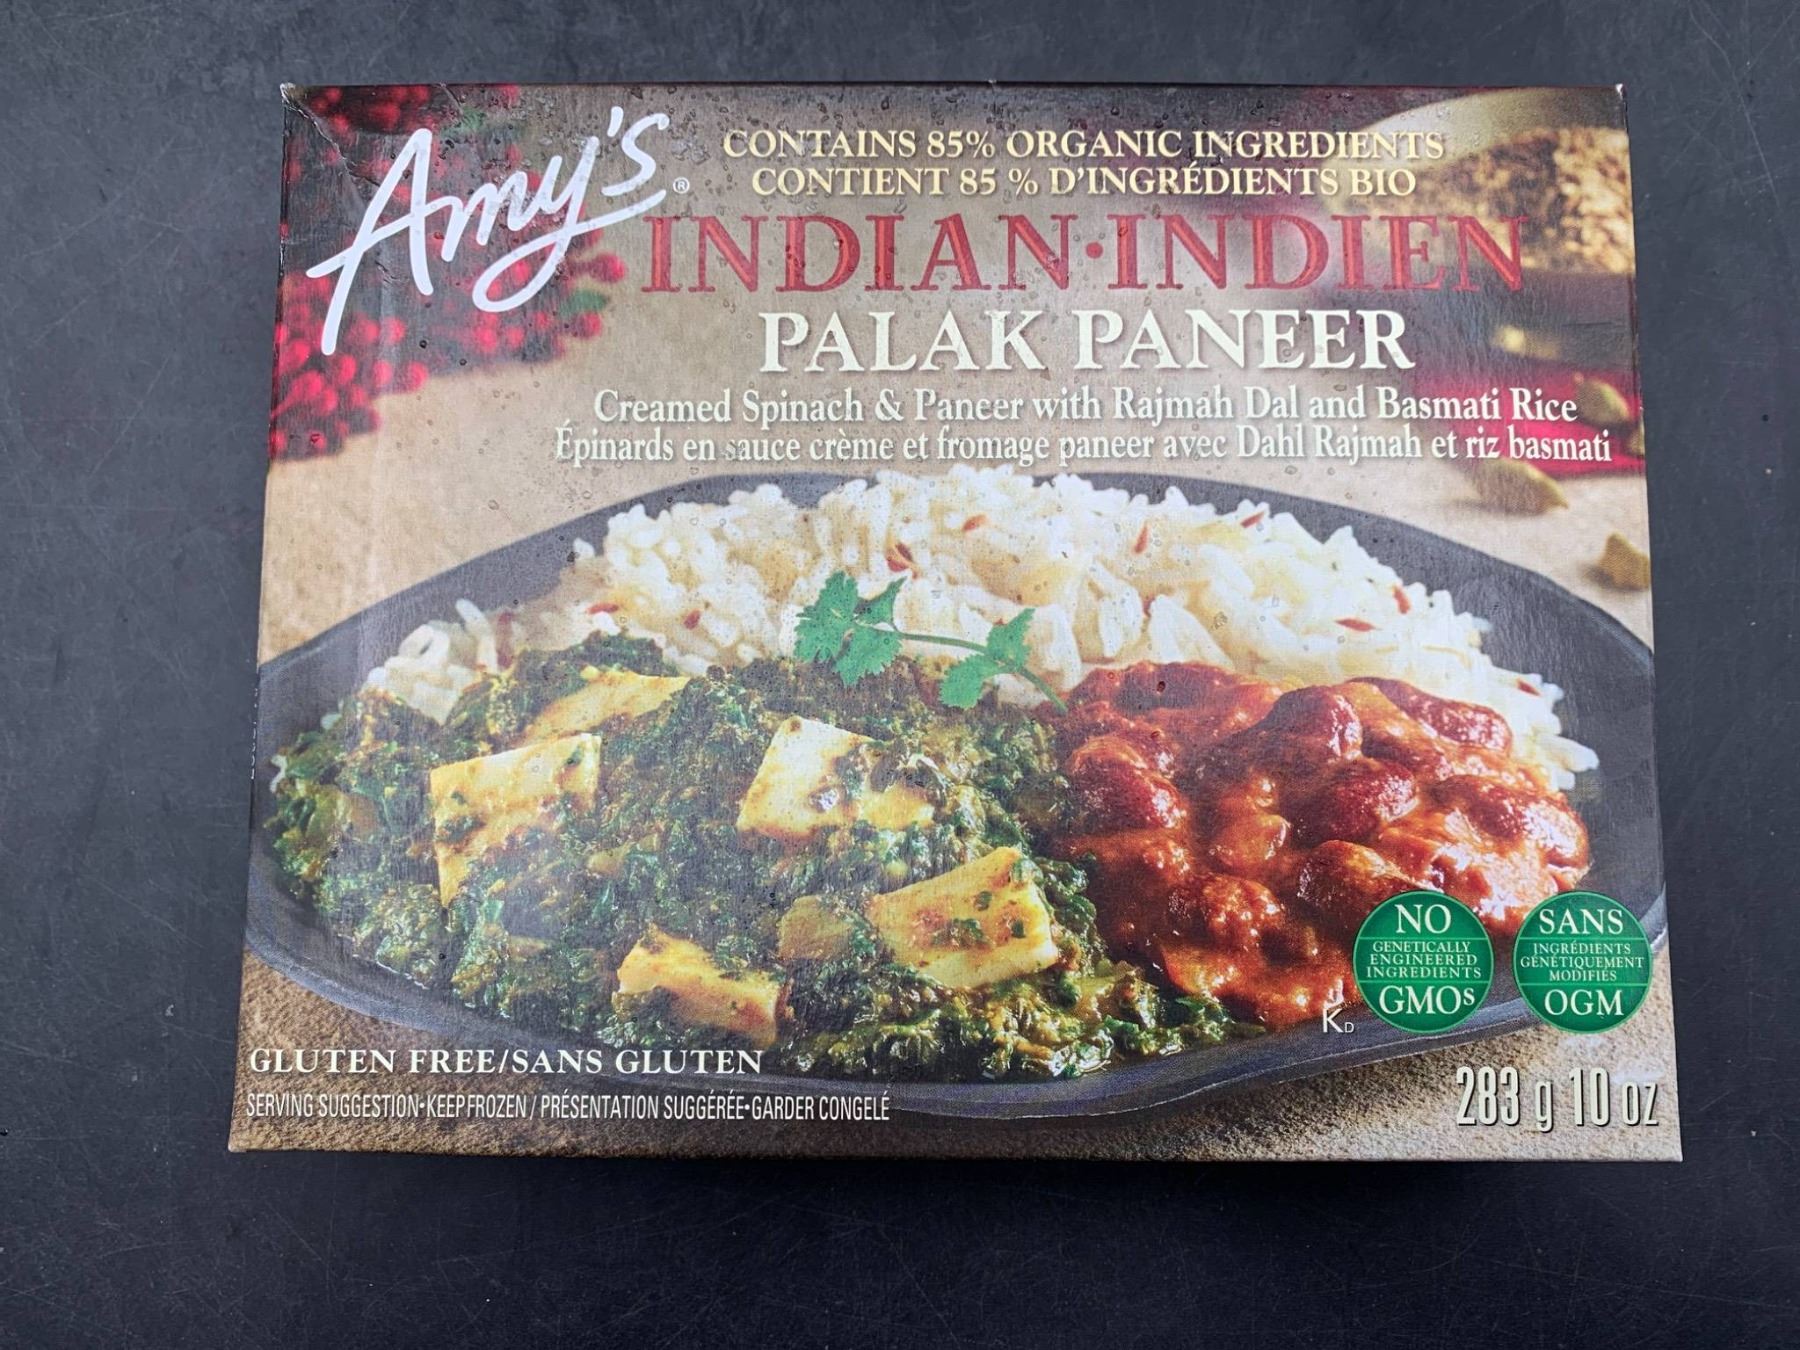 Amy's®
CONTAINS 85% ORGANIC INGREDIENTS
CONTIENT 85 % D'INGRÉDIENTS BIO
INDIAN•INDIEN
PALAK PANEER
Creamed Spinach & Paneer with Rajmah Dal and Basmati Rice
Épinards en sauce crème et fromage paneer avec Dahl Rajmah et riz basmati
NO
GENETICALLY
ENGINEERED
INGREDIENTS
GMOs
SANS
INGRÉDIENTS
GÉNÉTIQUEMENT
MODIFIÉS
OGM
KD
GLUTEN FREE/SANS GLUTEN
SERVING SUGGESTION•KEEP FROZEN / PRÉSENTATION SUGGÉRÉE•GARDER CONGELÉ
283 g 10 oz